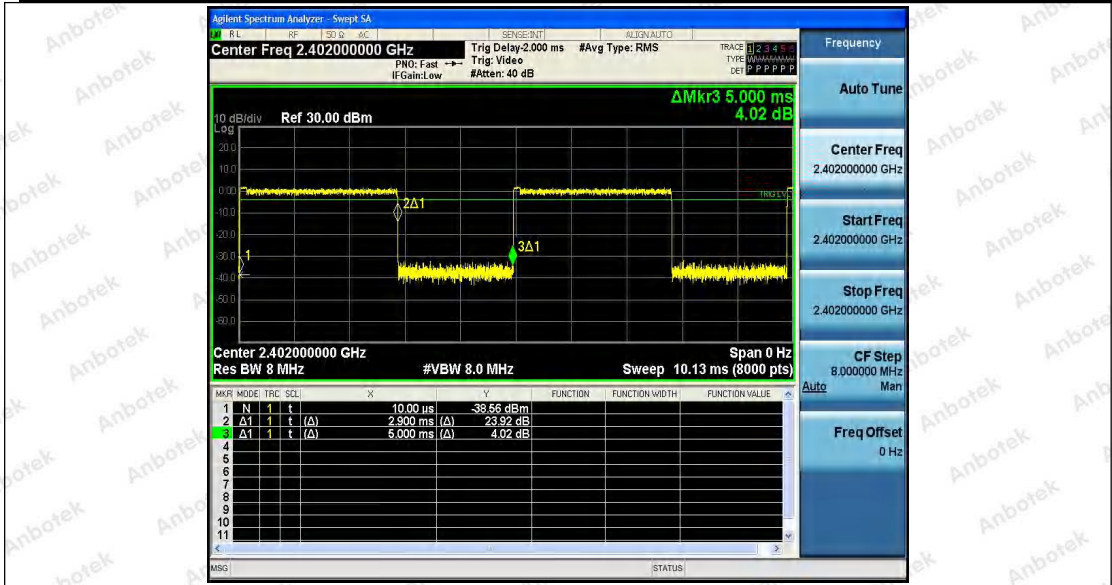 Agilent Spectrum Analyzer - Swept SA
RL RF 50 Ω AC SENSE:INT ALIGN AUTO
Center Freq 2.402000000 GHz
PNO: Fast
IFGain:Low
Trig Delay-2.000 ms
Trig: Video
#Atten: 40 dB
#Avg Type: RMS
TRACE 1 2 3 4 5 6
TYPE
DET P P P P P P
Frequency
Auto Tune
Center Freq
2.402000000 GHz
Start Freq
2.402000000 GHz
Stop Freq
2.402000000 GHz
CF Step
8.000000 MHz
Auto Man
Freq Offset
0 Hz
ΔMkr3 5.000 ms
4.02 dB
10 dB/div Ref 30.00 dBm
Log
20.0
10.0
0.00
-10.0
-20.0
-30.0
-40.0
-50.0
-60.0
1
2Δ1
3Δ1
TRIG LVL
Center 2.402000000 GHz Span 0 Hz
Res BW 8 MHz #VBW 8.0 MHz Sweep 10.13 ms (8000 pts)
MKR MODE TRC SCL X Y FUNCTION FUNCTION WIDTH FUNCTION VALUE
1 N 1 t 10.00 µs -38.56 dBm
2 Δ1 1 t (Δ) 2.900 ms (Δ) 23.92 dB
3 Δ1 1 t (Δ) 5.000 ms (Δ) 4.02 dB
4
5
6
7
8
9
10
11
MSG STATUS
Anbotek